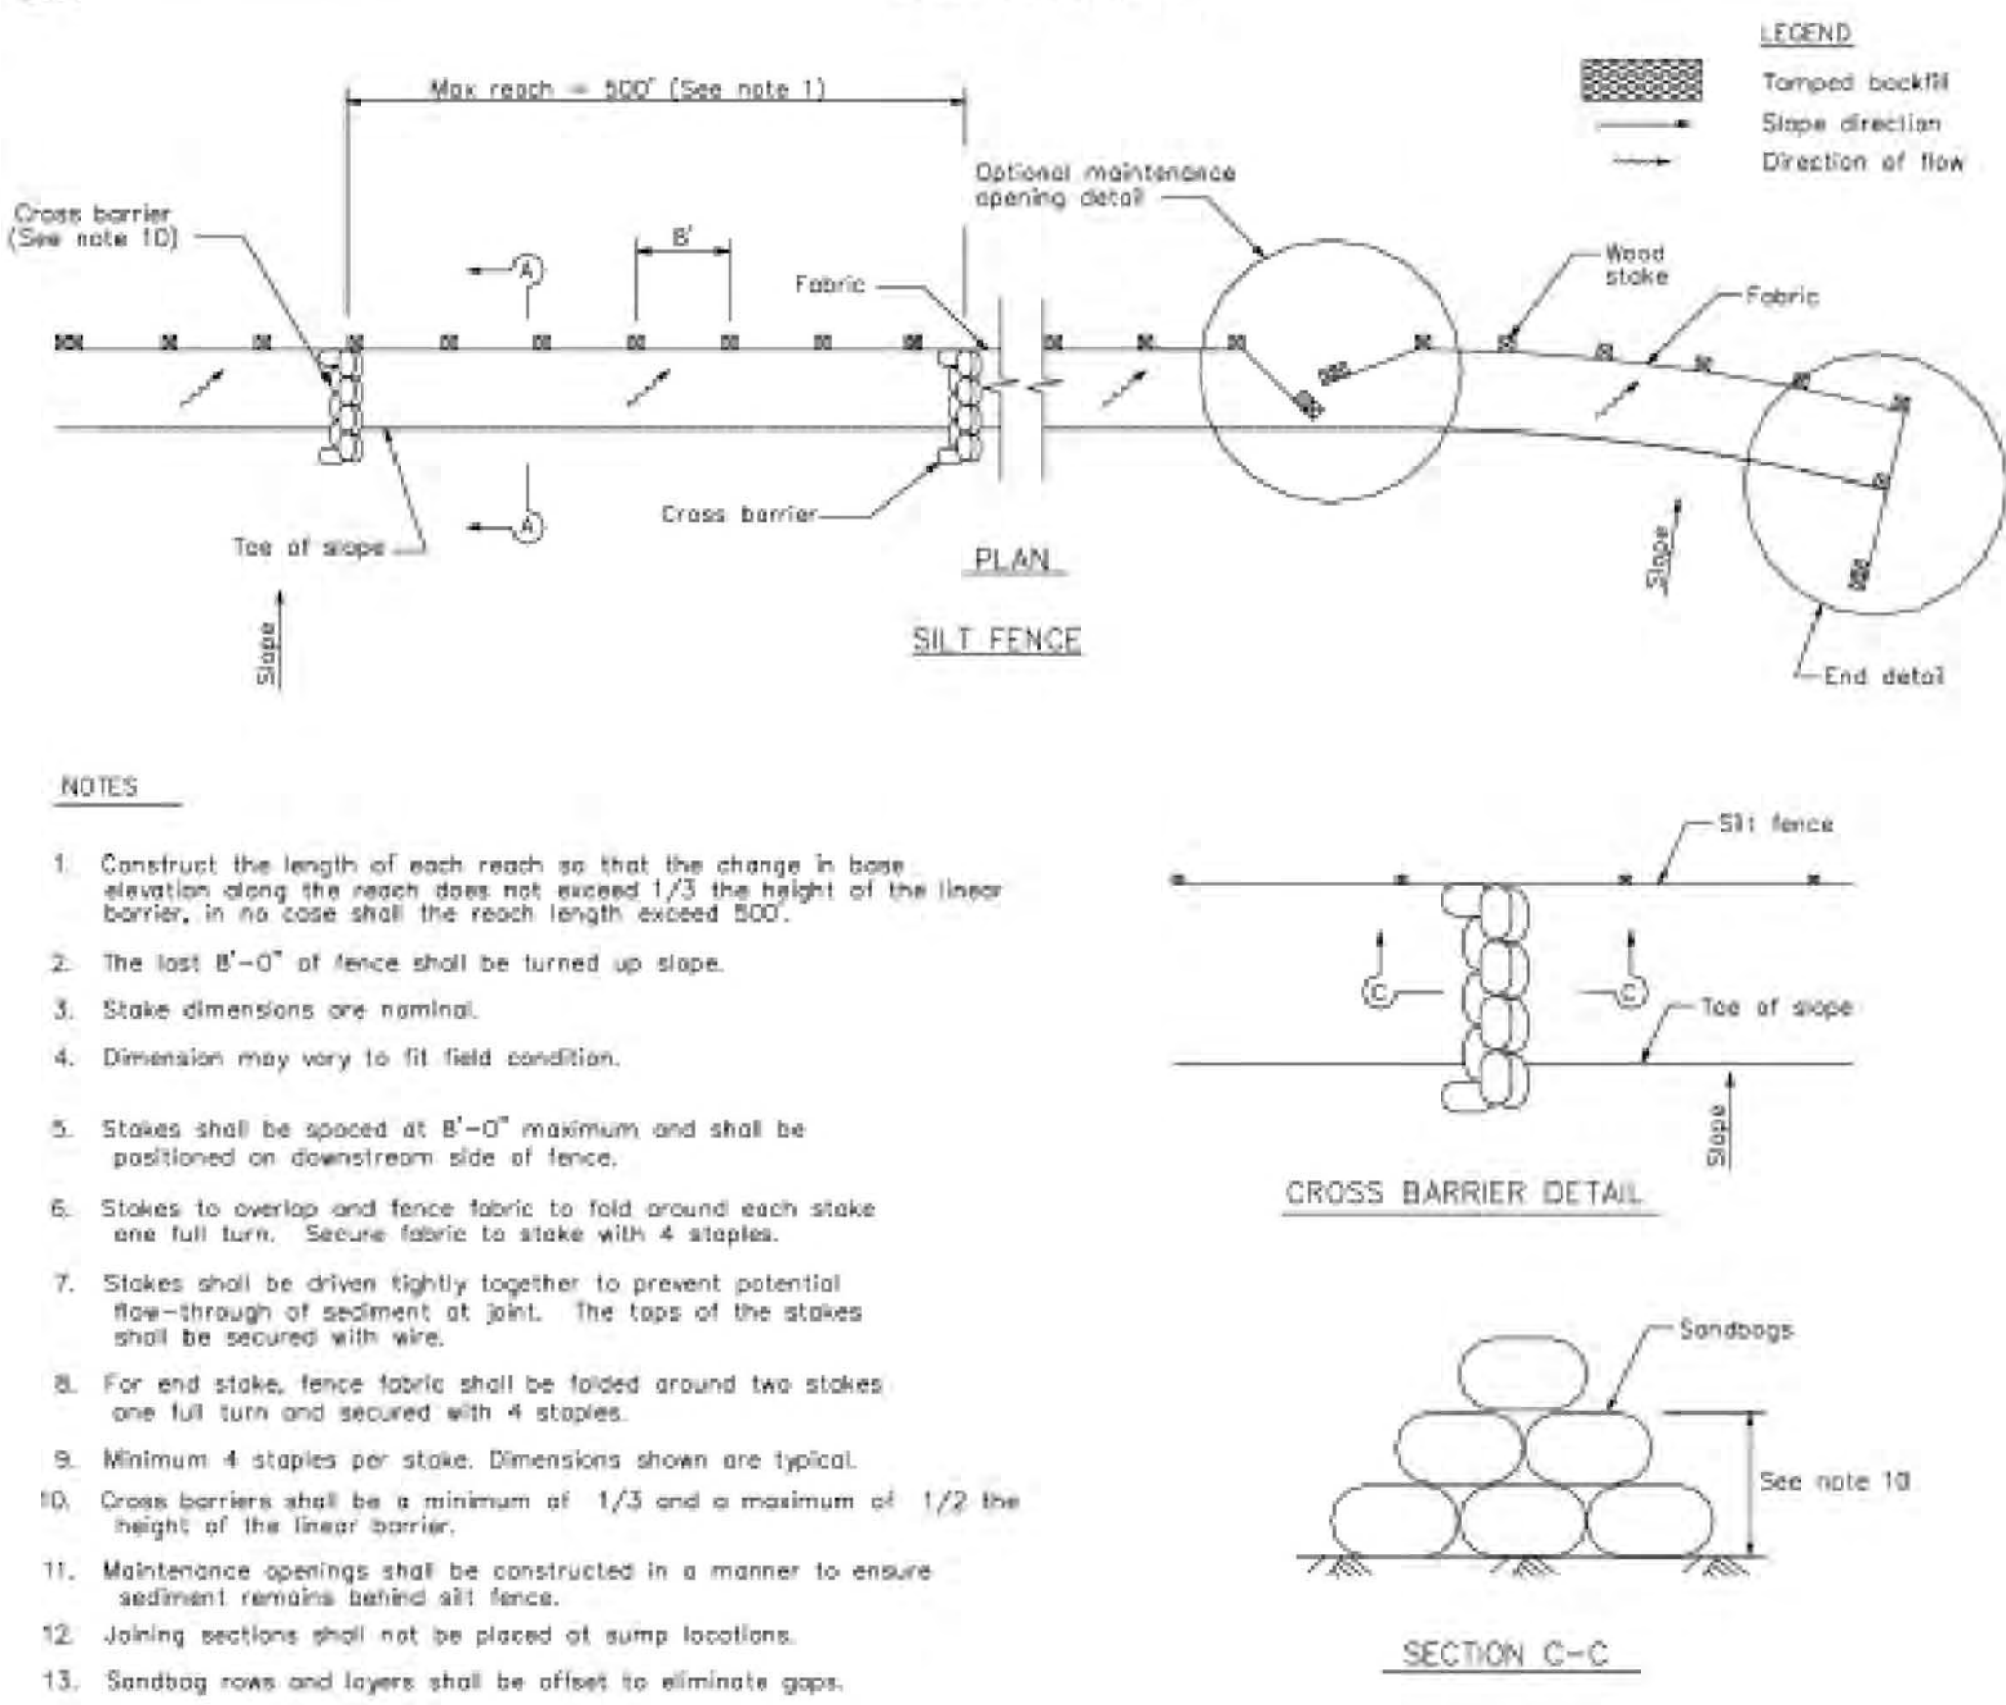 LEGEND
Tamped backfill
Slope direction
Direction of flow
Max reach = 500' (See note 1)
Optional maintenance
opening detail
Cross barrier
(See note 10)
8'
A
Fabric
Wood
stake
Fabric
Cross barrier
A
Toe of slope
PLAN
Slope
Slope
SILT FENCE
End detail
NOTES
1. Construct the length of each reach so that the change in base
elevation along the reach does not exceed 1/3 the height of the linear
barrier, in no case shall the reach length exceed 500'.
2. The last 8'-0" of fence shall be turned up slope.
3. Stake dimensions are nominal.
4. Dimension may vary to fit field condition.
5. Stakes shall be spaced at 8'-0" maximum and shall be
positioned on downstream side of fence.
6. Stakes to overlap and fence fabric to fold around each stake
one full turn. Secure fabric to stake with 4 staples.
7. Stakes shall be driven tightly together to prevent potential
flow-through of sediment at joint. The tops of the stakes
shall be secured with wire.
8. For end stake, fence fabric shall be folded around two stakes
one full turn and secured with 4 staples.
9. Minimum 4 staples per stake. Dimensions shown are typical.
10. Cross barriers shall be a minimum of 1/3 and a maximum of 1/2 the
height of the linear barrier.
11. Maintenance openings shall be constructed in a manner to ensure
sediment remains behind silt fence.
12. Joining sections shall not be placed at sump locations.
13. Sandbag rows and layers shall be offset to eliminate gaps.
Silt fence
C
C
Toe of slope
Slope
CROSS BARRIER DETAIL
Sandbags
See note 10
SECTION C-C